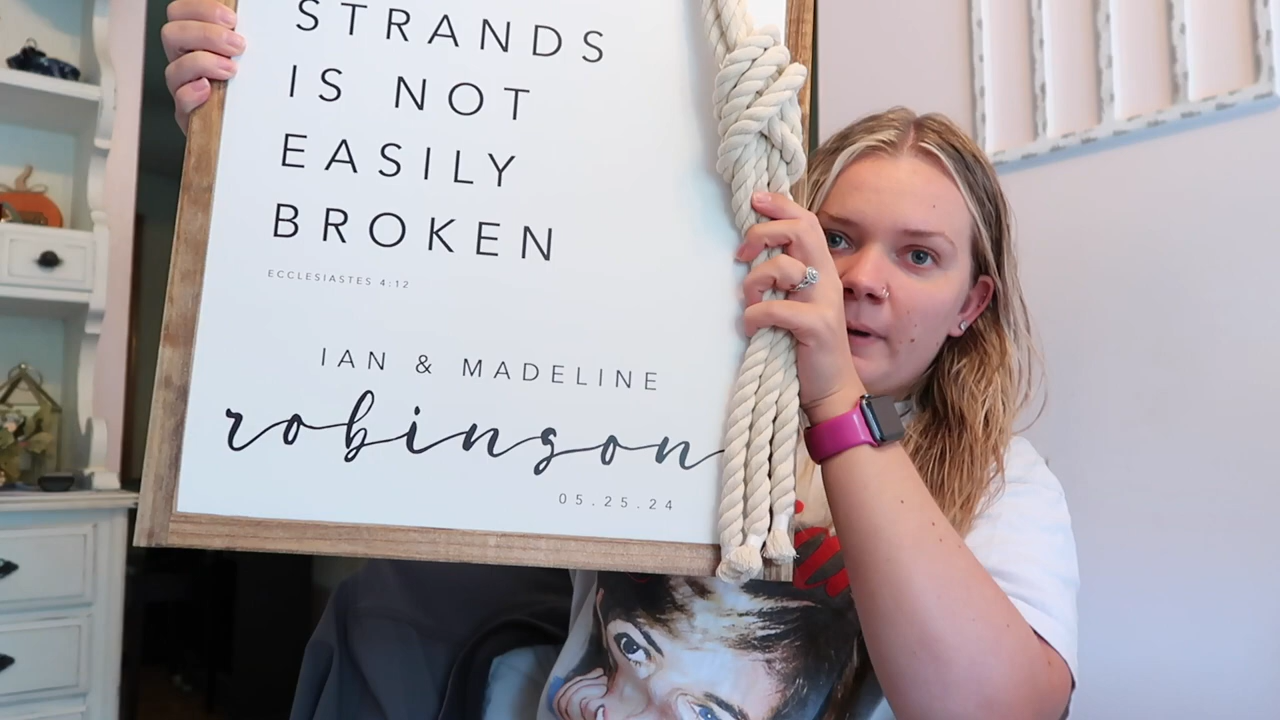 STRANDS
IS NOT
EASILY
BROKEN
ECCLESIASTES 4:12
IAN & MADELINE
robinson
05.25.24